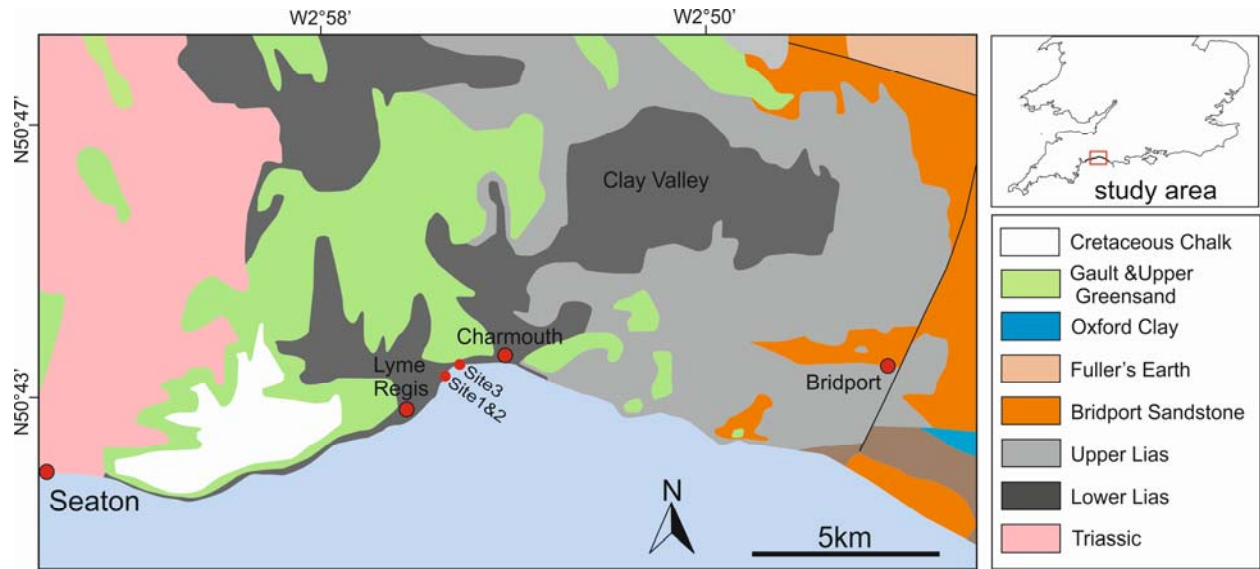 W2°58'
W2°50'
N50°47'
N50°43'
Clay Valley
Charmouth
Lyme
Regis
Site3
Site1&2
Bridport
Seaton
N
5km
study area
Cretaceous Chalk
Gault &Upper
Greensand
Oxford Clay
Fuller's Earth
Bridport Sandstone
Upper Lias
Lower Lias
Triassic